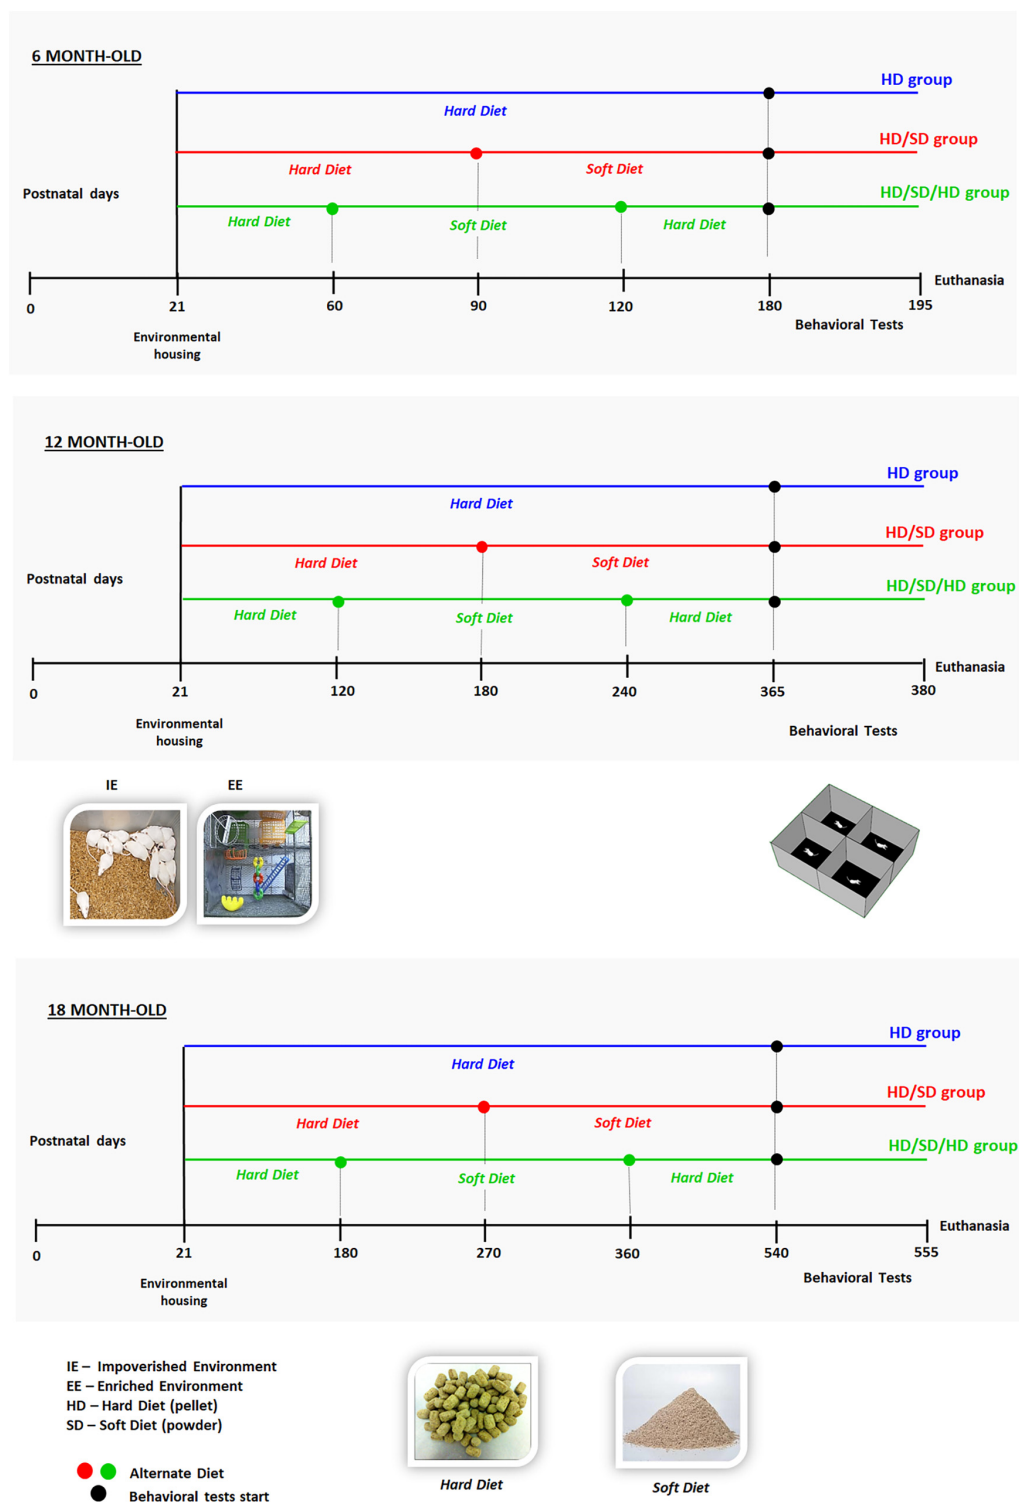 6 MONTH-OLD
HD group
Hard Diet
HD/SD group
Hard Diet
Soft Diet
Postnatal days
HD/SD/HD group
Hard Diet
Soft Diet
Hard Diet
Euthanasia
0 21 60 90 120 180 195
Behavioral Tests
Environmental
housing
12 MONTH-OLD
HD group
Hard Diet
HD/SD group
Hard Diet
Soft Diet
Postnatal days
HD/SD/HD group
Hard Diet
Soft Diet
Hard Diet
Euthanasia
0 21 120 180 240 365 380
Environmental
housing
Behavioral Tests
IE
EE
18 MONTH-OLD
HD group
Hard Diet
HD/SD group
Hard Diet
Soft Diet
Postnatal days
HD/SD/HD group
Hard Diet
Soft Diet
Hard Diet
Euthanasia
0 21 180 270 360 540 555
Behavioral Tests
Environmental
housing
IE – Impoverished Environment
EE – Enriched Environment
HD – Hard Diet (pellet)
SD – Soft Diet (powder)
Alternate Diet
Behavioral tests start
Hard Diet
Soft Diet